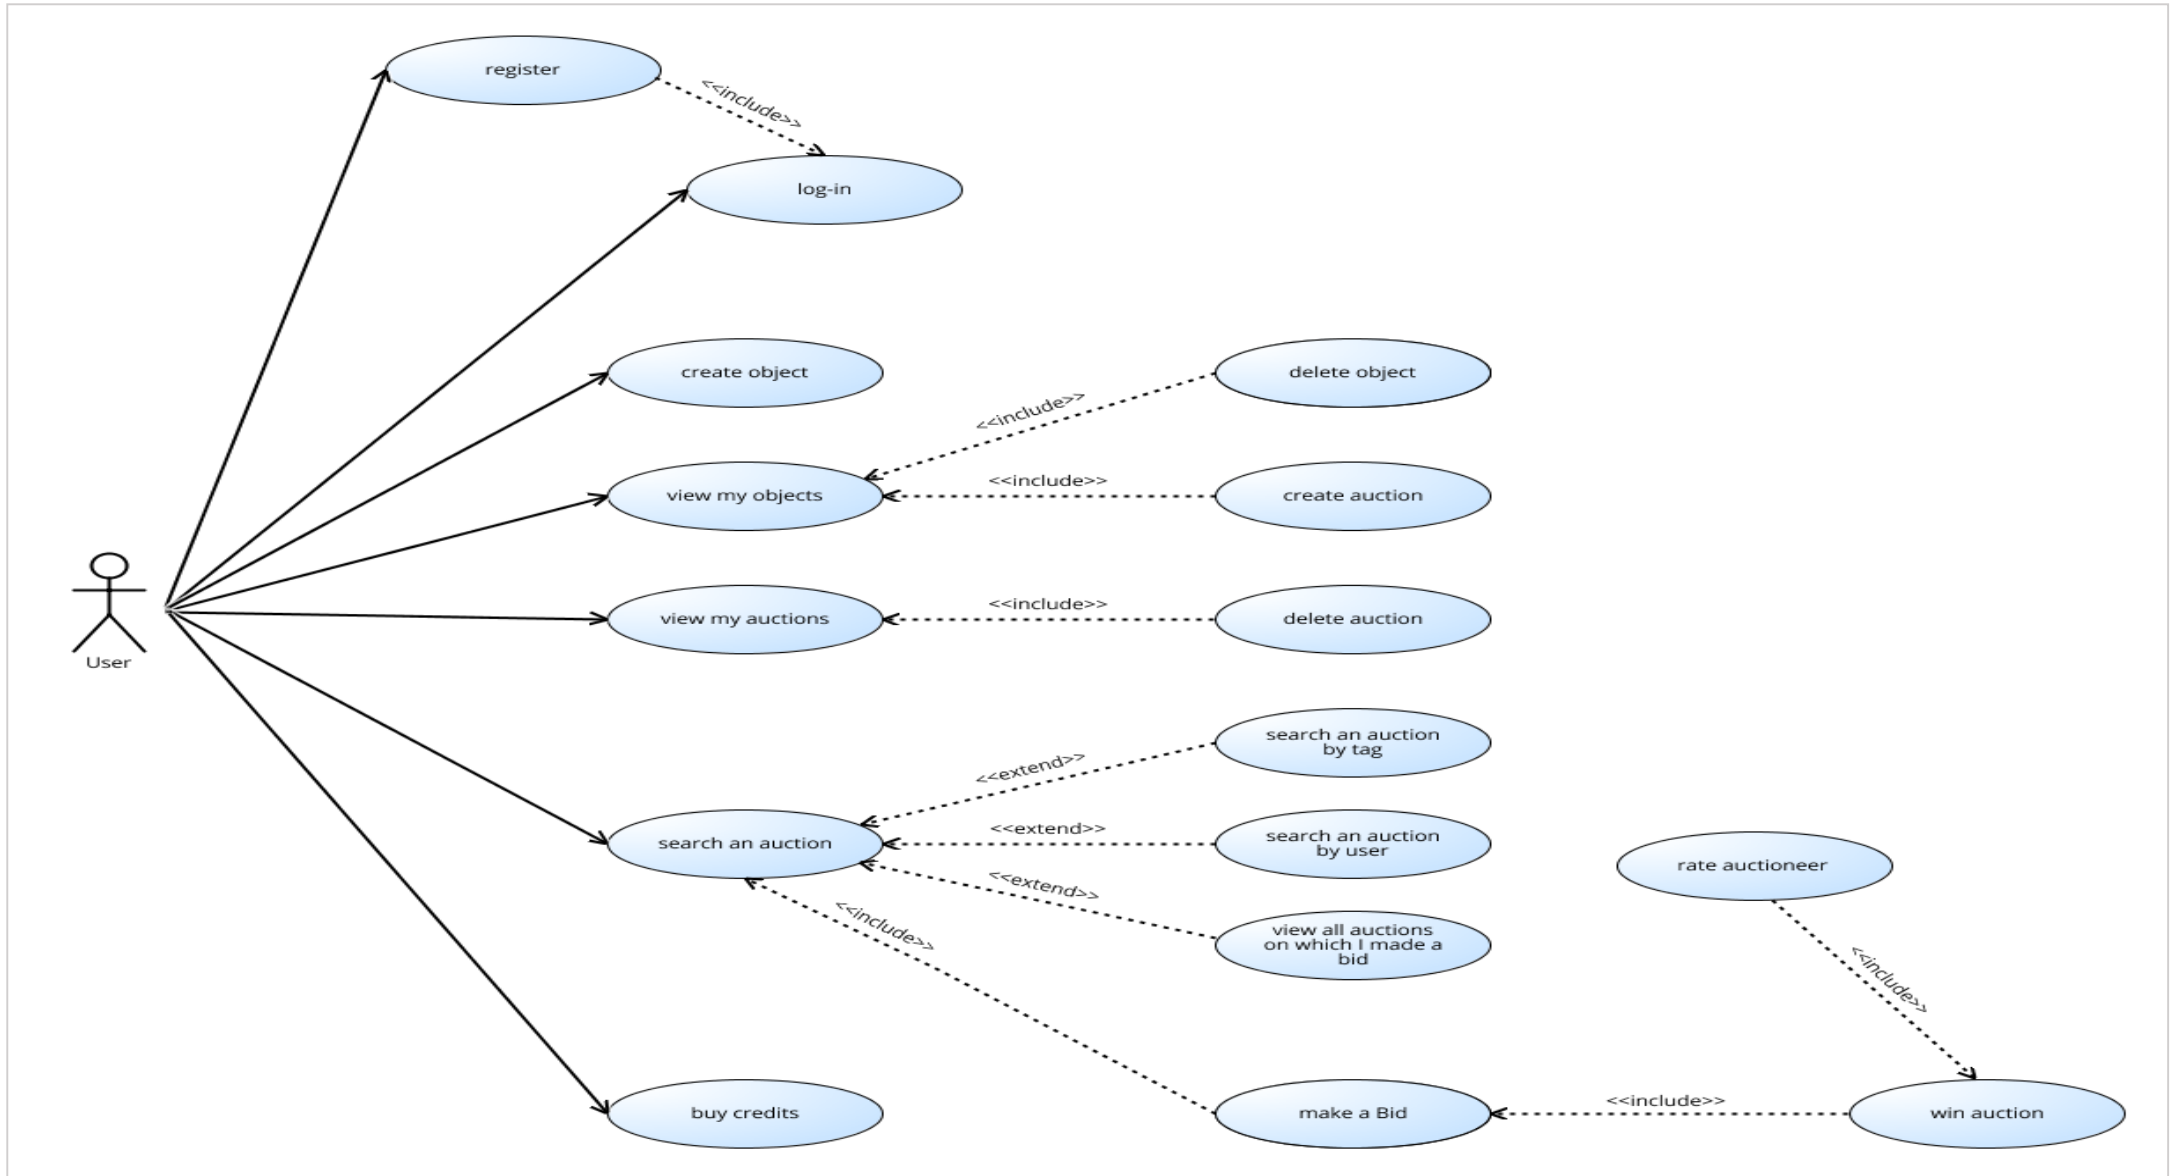 register
<<include>>
log-in
create object
delete object
<<include>>
view my objects
<<include>>
create auction
User
view my auctions
<<include>>
delete auction
search an auction
by tag
<<extend>>
search an auction
<<extend>>
search an auction
by user
<<extend>>
view all auctions
on which I made a
bid
<<include>>
rate auctioneer
<<include>>
buy credits
make a Bid
<<include>>
win auction